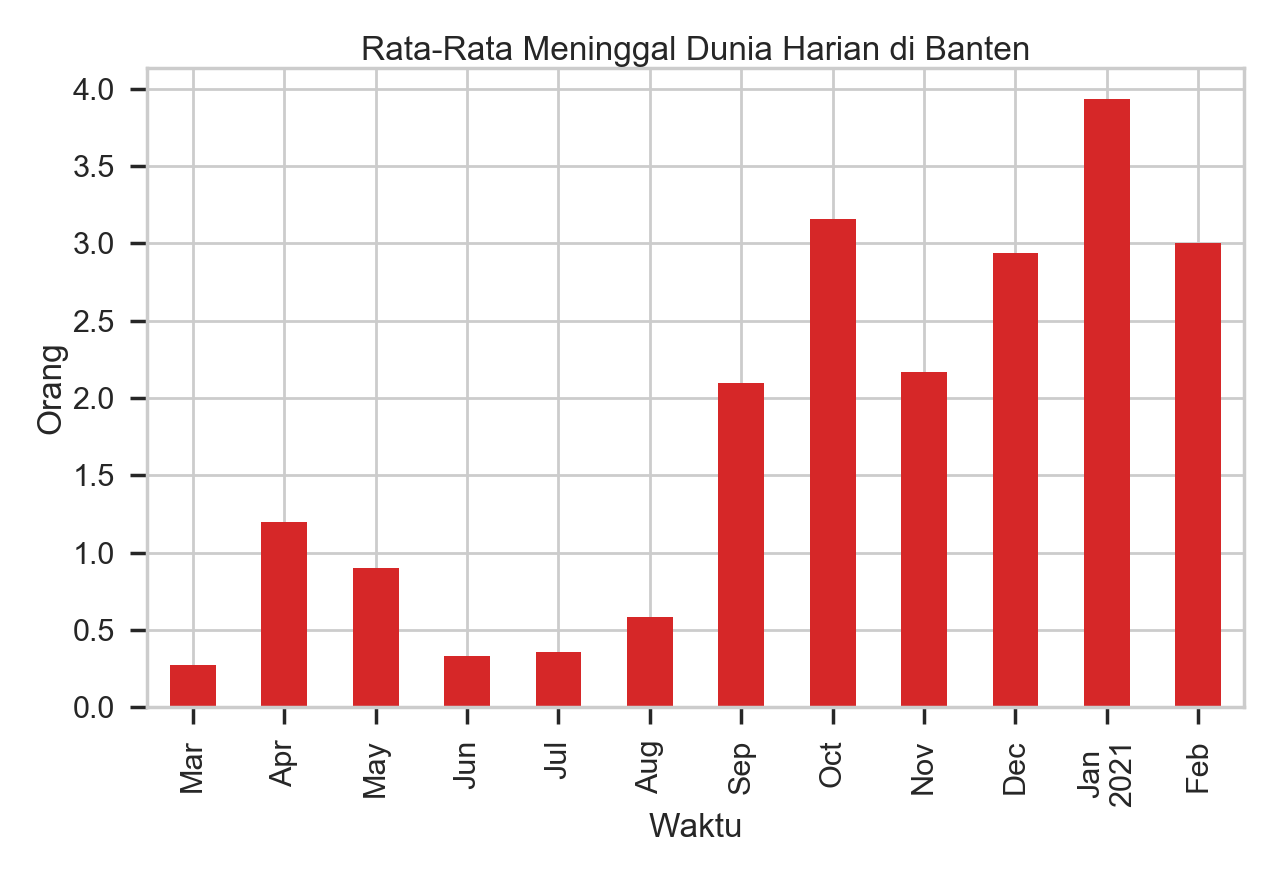 Rata-Rata Meninggal Dunia Harian di Banten
4.0
3.5
3.0
2.5
2.0
1.5
1.0
0.5
0.0
Orang
Mar
Apr
May
Jun
Jul
Aug
Sep
Oct
Nov
Dec
Jan
2021
Feb
Waktu